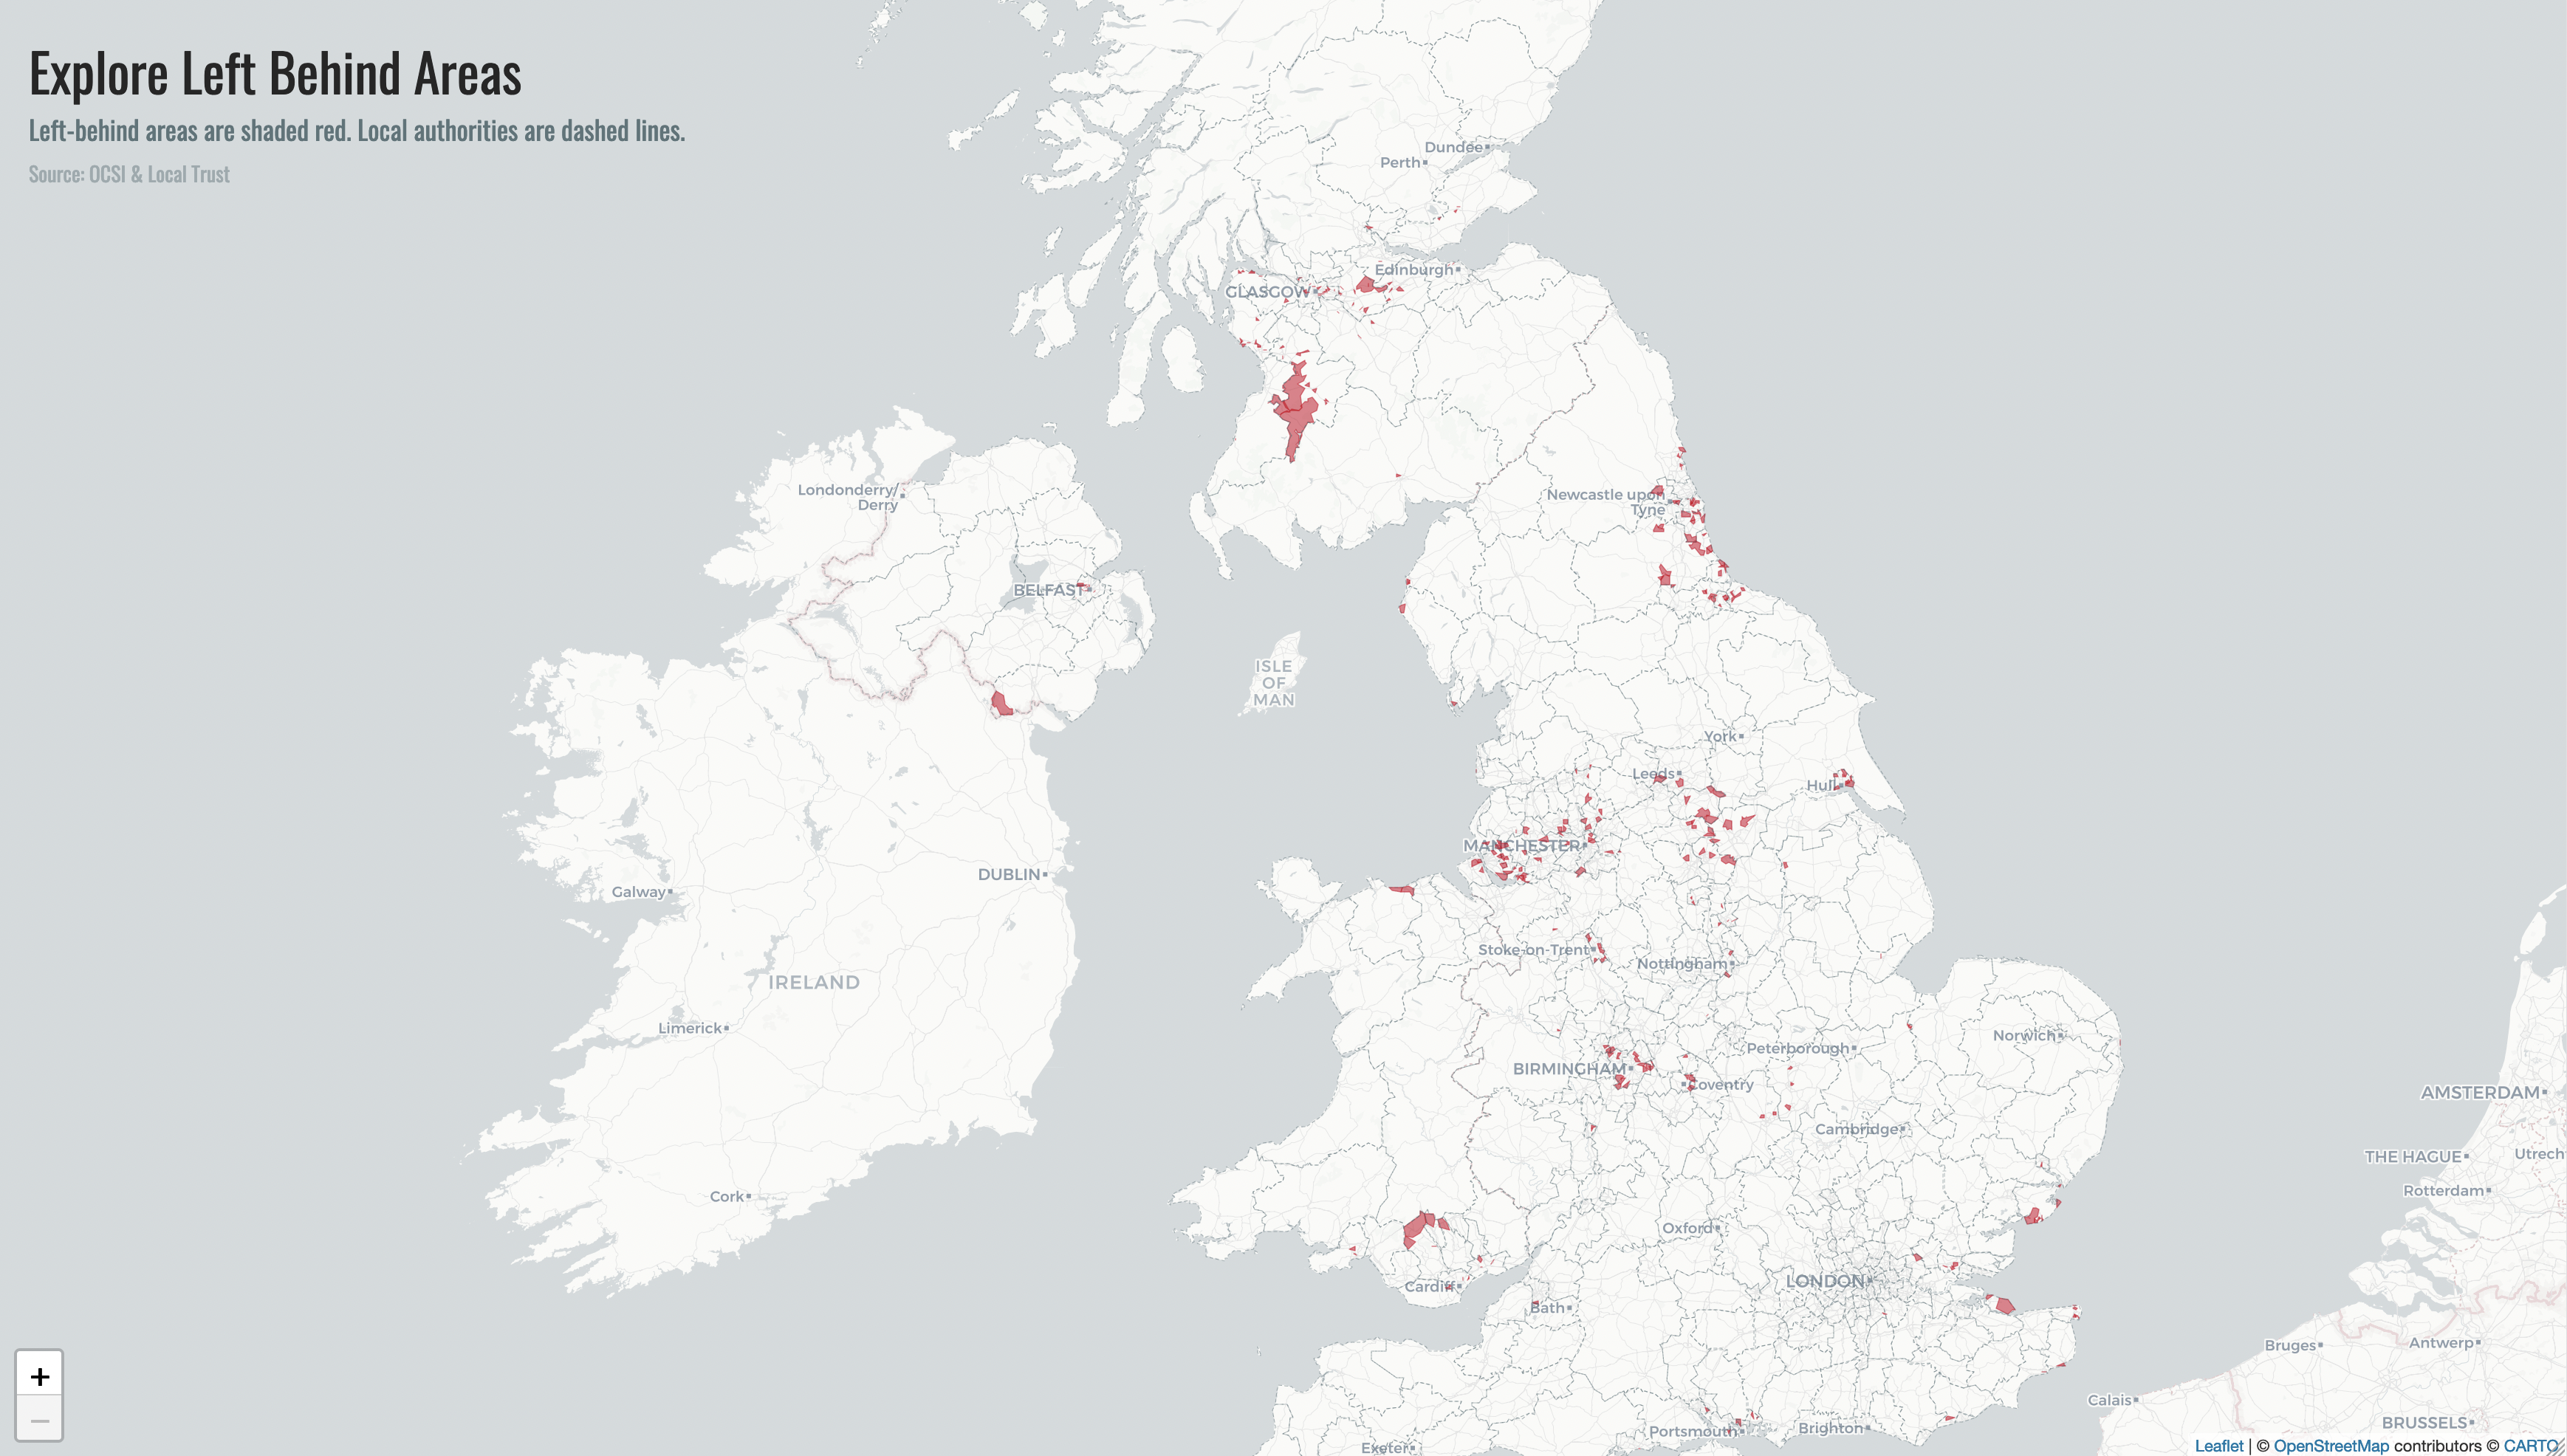 Explore Left Behind Areas
Left-behind areas are shaded red. Local authorities are dashed lines.
Source: OCSI & Local Trust
Dundee
Perth
Edinburgh
GLASGOW
Londonderry/
Derry
Newcastle upon
Tyne
BELFAST
ISLE
OF
MAN
York
Leeds
Hull
MANCHESTER
DUBLIN
Galway
Stoke-on-Trent
Nottingham
IRELAND
Limerick
Norwich
Peterborough
BIRMINGHAM
Coventry
AMSTERDAM
Cambridge
THE HAGUE
Utrech
Rotterdam
Cork
Oxford
LONDON
Cardiff
Bath
Bruges
Antwerp
+
Calais
−
Portsmouth
Brighton
BRUSSELS
Exeter
Leaflet | © OpenStreetMap contributors © CARTO